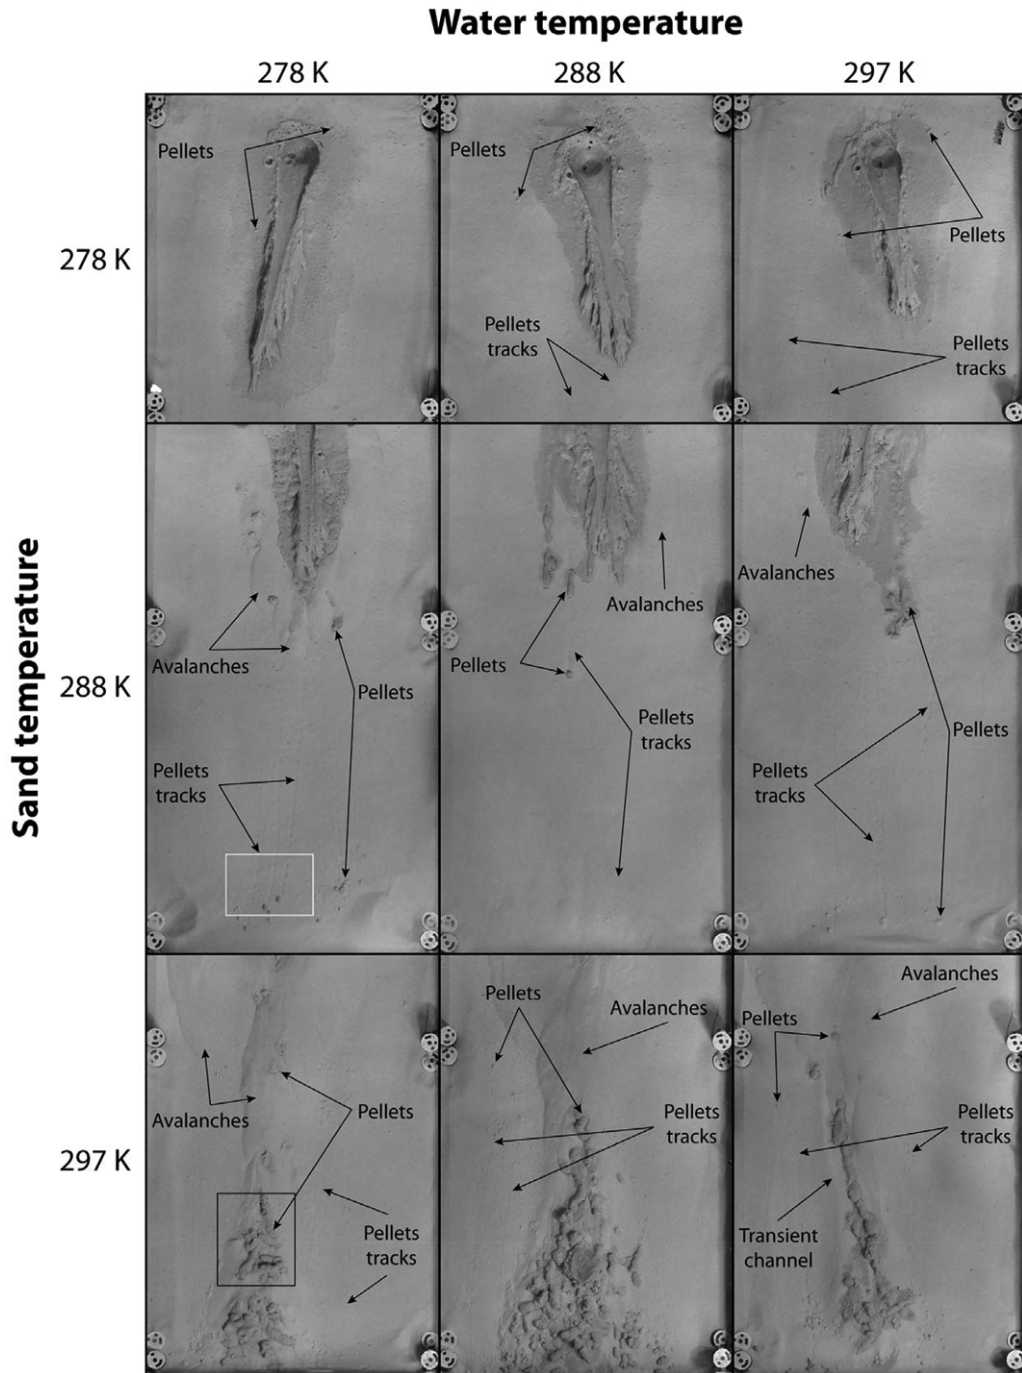 Water temperature
278 K
288 K
297 K
Sand temperature
278 K
Pellets
Pellets
Pellets
tracks
Pellets
Pellets
tracks
288 K
Avalanches
Pellets
Pellets
tracks
Avalanches
Pellets
Pellets
tracks
Avalanches
Pellets
Pellets
tracks
297 K
Avalanches
Pellets
Pellets
tracks
Pellets
Avalanches
Pellets
tracks
Avalanches
Pellets
Pellets
tracks
Transient
channel